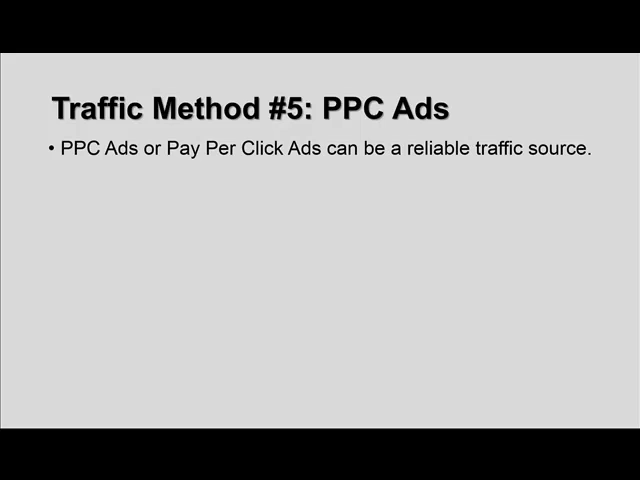 Traffic Method #5: PPC Ads
• PPC Ads or Pay Per Click Ads can be a reliable traffic source.